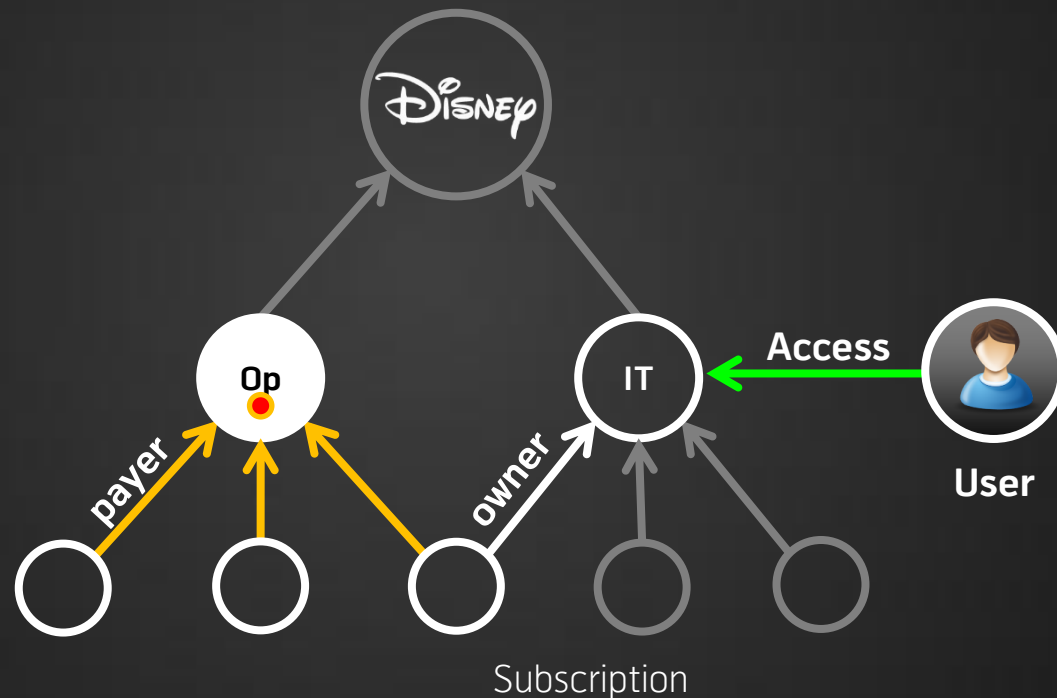 Disney
Op
IT
Access
User
payer
owner
Subscription